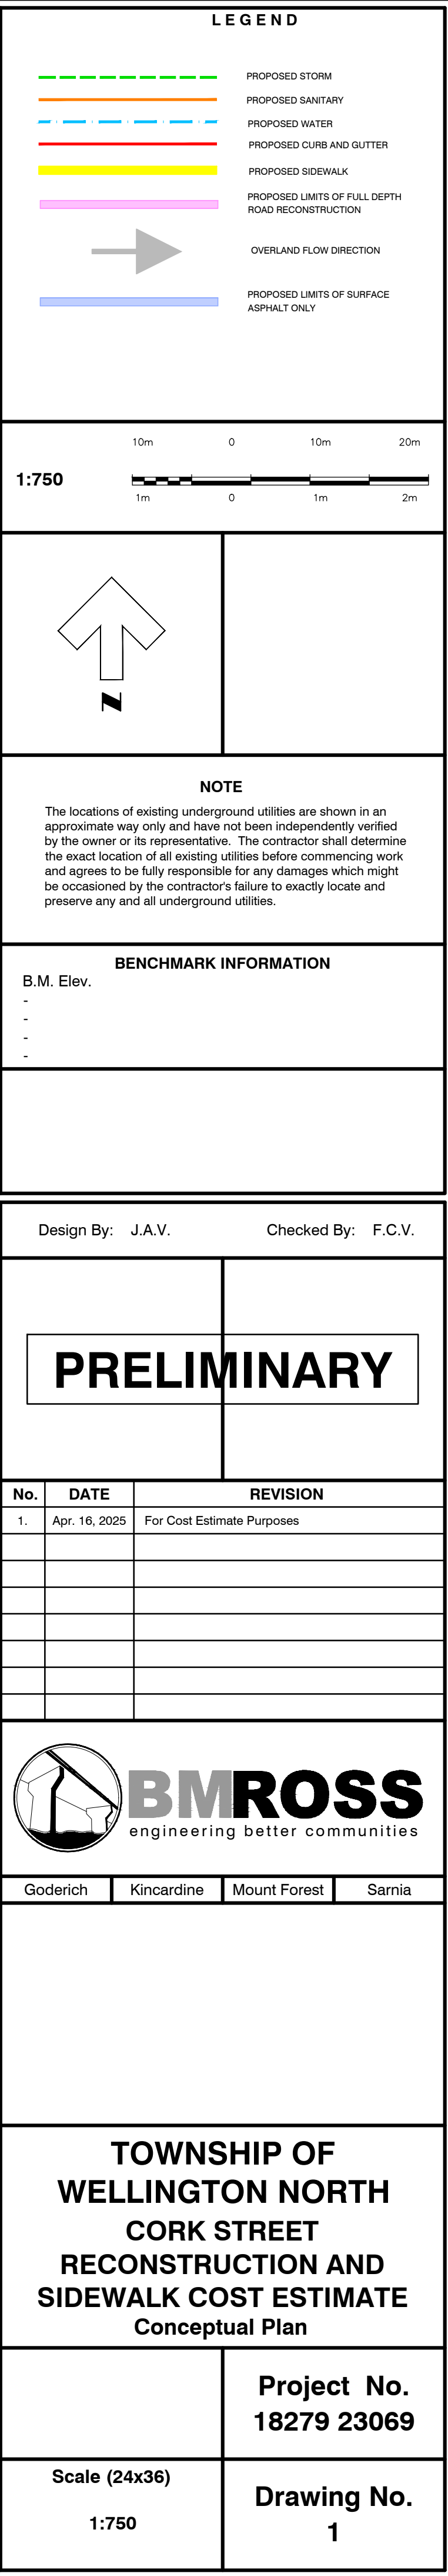 LEGEND
PROPOSED STORM
PROPOSED SANITARY
PROPOSED WATER
PROPOSED CURB AND GUTTER
PROPOSED SIDEWALK
PROPOSED LIMITS OF FULL DEPTH
ROAD RECONSTRUCTION
OVERLAND FLOW DIRECTION
PROPOSED LIMITS OF SURFACE
ASPHALT ONLY
10m 0 10m 20m
1:750
1m 0 1m 2m
N
NOTE
The locations of existing underground utilities are shown in an
approximate way only and have not been independently verified
by the owner or its representative. The contractor shall determine
the exact location of all existing utilities before commencing work
and agrees to be fully responsible for any damages which might
be occasioned by the contractor's failure to exactly locate and
preserve any and all underground utilities.
BENCHMARK INFORMATION
B.M. Elev.
-
-
-
-
Design By: J.A.V. Checked By: F.C.V.
PRELIMINARY
No. DATE REVISION
1. Apr. 16, 2025 For Cost Estimate Purposes
BMROSS
engineering better communities
Goderich Kincardine Mount Forest Sarnia
TOWNSHIP OF
WELLINGTON NORTH
CORK STREET
RECONSTRUCTION AND
SIDEWALK COST ESTIMATE
Conceptual Plan
Project No.
18279 23069
Scale (24x36)
1:750
Drawing No.
1